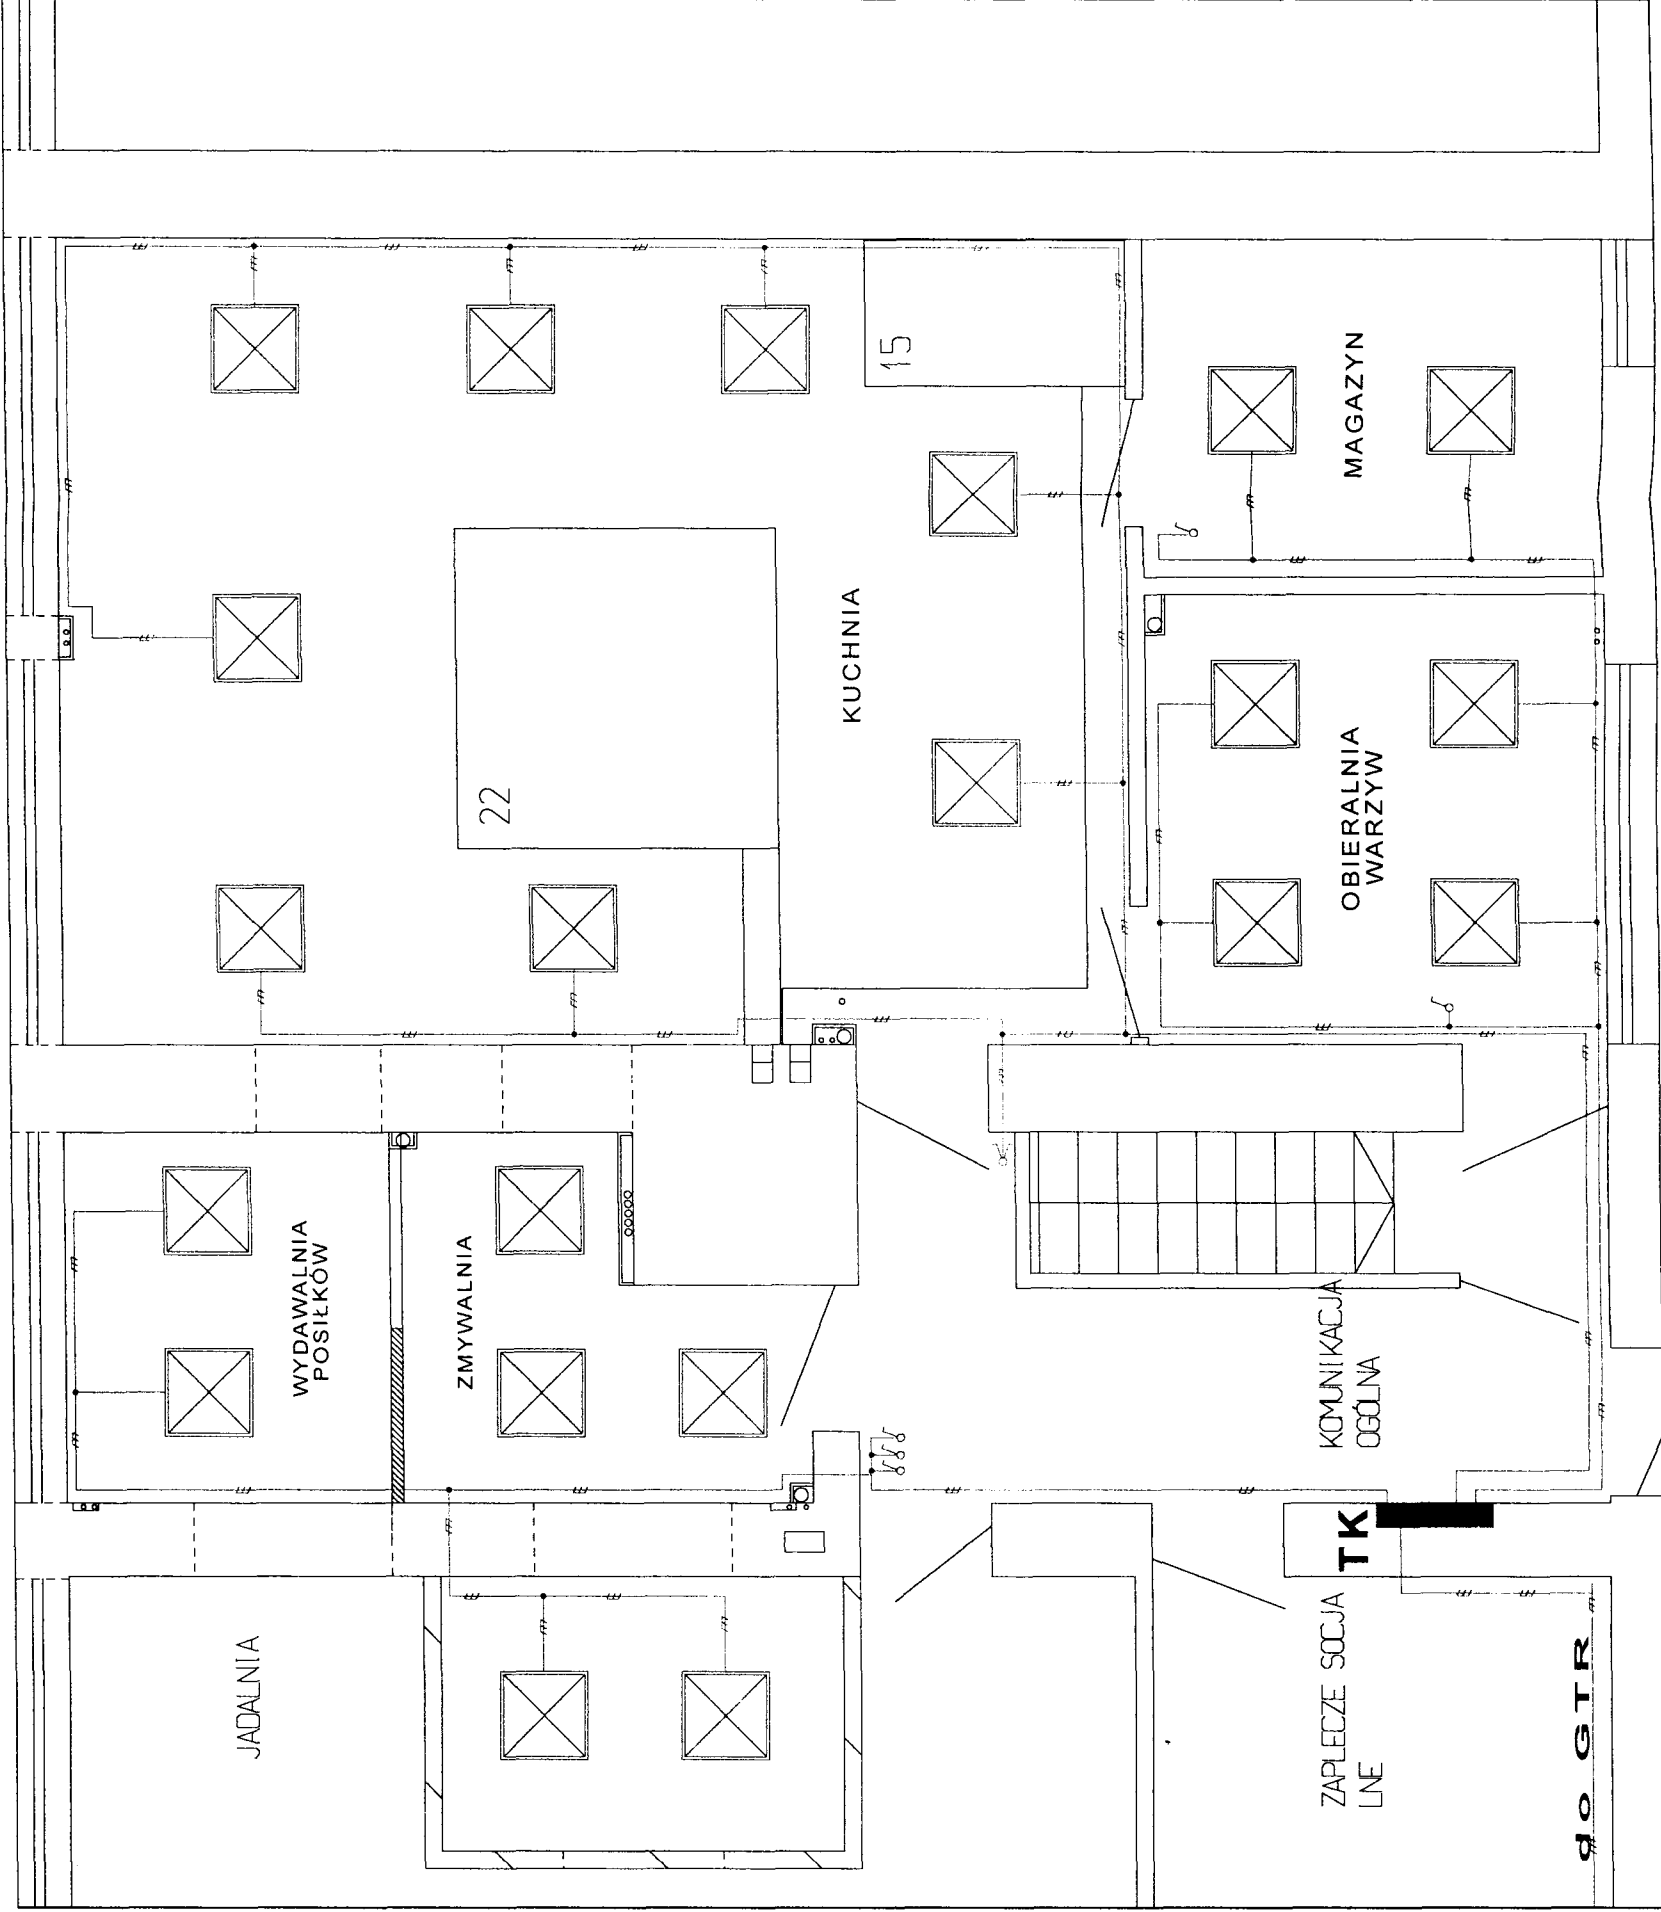 15
MAGAZYN
KUCHNIA
22
OBIERALNIA
WARZYW
WYDAWALNIA
POSIŁKÓW
ZMYWALNIA
KOMUNIKACJA
OGÓLNA
TK
JADALNIA
ZAPLECZE SOCJA
LNE
do GTR